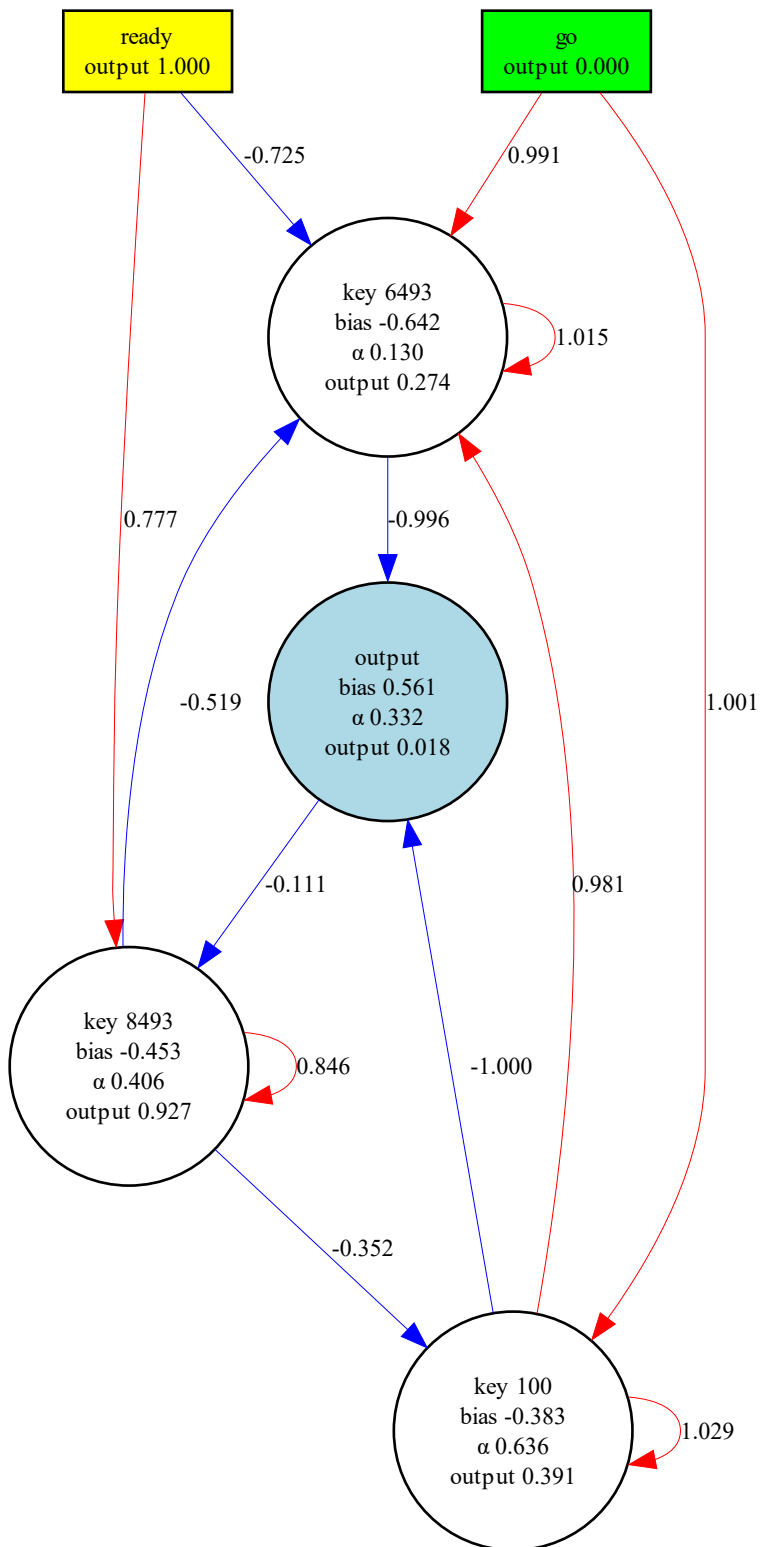 ready
output 1.000
go
output 0.000
-0.725
0.991
key 6493
bias -0.642
α 0.130
output 0.274
1.015
0.777
-0.996
output
bias 0.561
α 0.332
output 0.018
-0.519
1.001
-0.111
0.981
key 8493
bias -0.453
α 0.406
output 0.927
0.846
-1.000
-0.352
key 100
bias -0.383
α 0.636
output 0.391
1.029